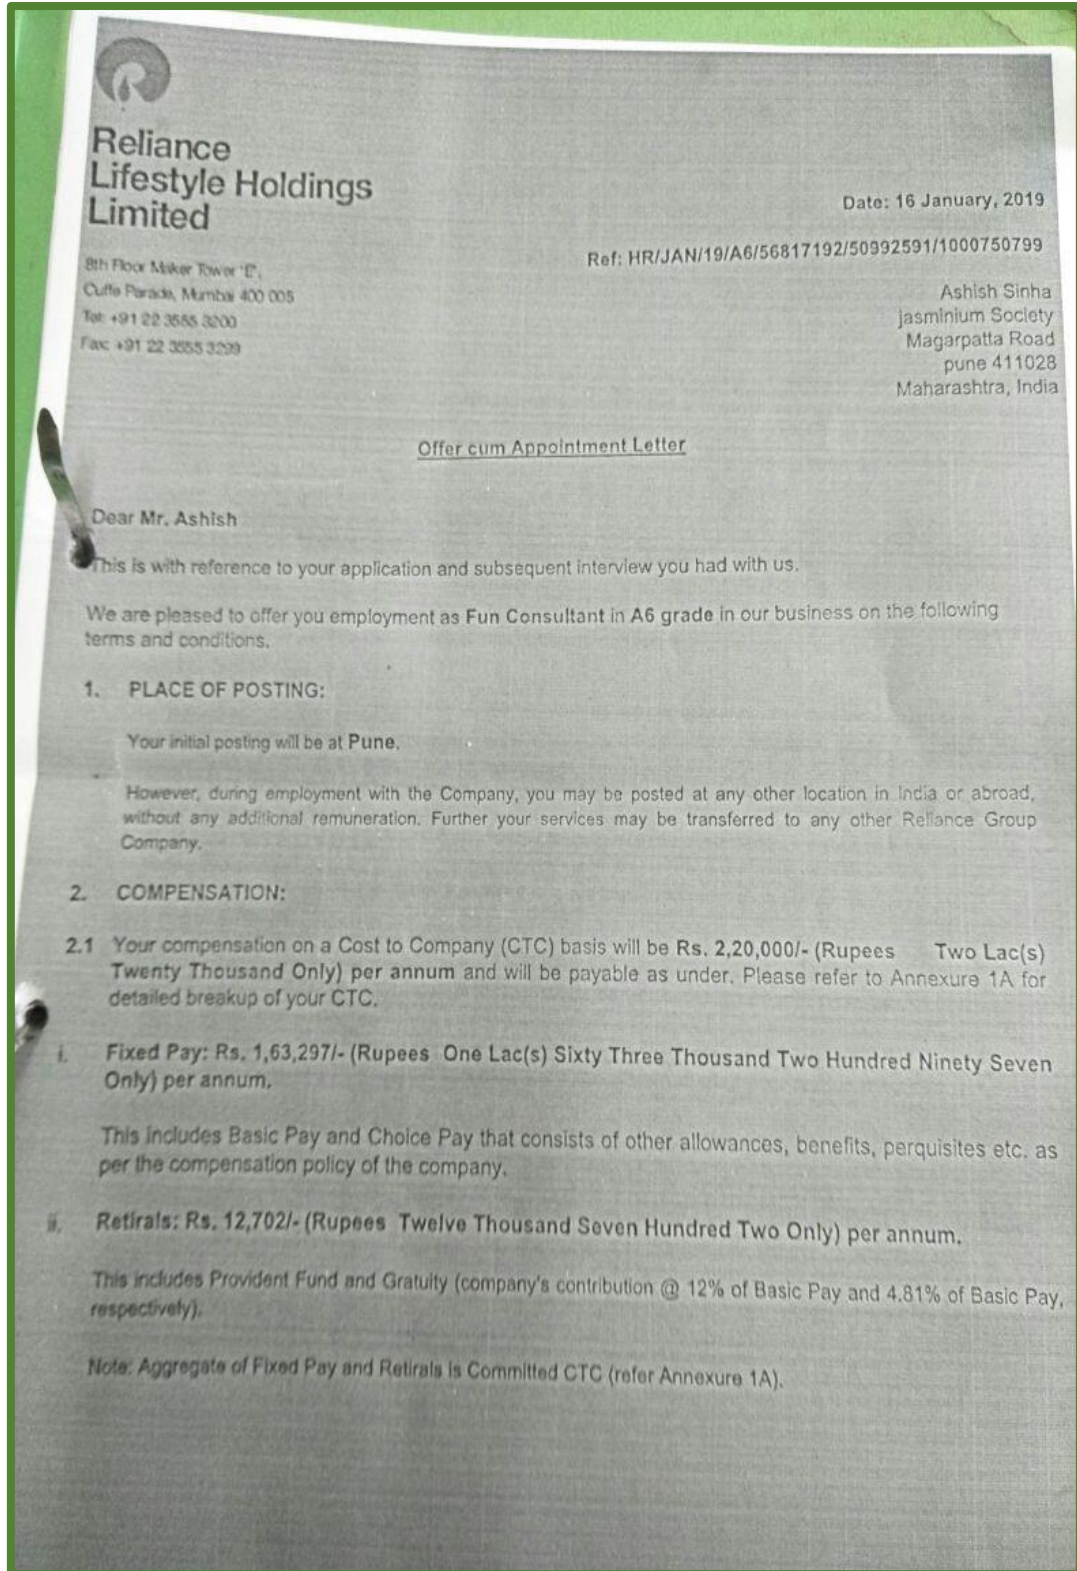 Reliance
Lifestyle Holdings
Limited
8th Floor Maker Tower 'E',
Cuffe Parade, Mumbai 400 005
Tel: +91 22 3555 3200
Fax: +91 22 3555 3299
Date: 16 January, 2019
Ref: HR/JAN/19/A6/56817192/50992591/1000750799
Ashish Sinha
jasminium Society
Magarpatta Road
pune 411028
Maharashtra, India
Offer cum Appointment Letter
Dear Mr. Ashish
This is with reference to your application and subsequent interview you had with us.
We are pleased to offer you employment as Fun Consultant in A6 grade in our business on the following
terms and conditions.
1. PLACE OF POSTING:
Your initial posting will be at Pune.
However, during employment with the Company, you may be posted at any other location in India or abroad,
without any additional remuneration. Further your services may be transferred to any other Reliance Group
Company.
2. COMPENSATION:
2.1 Your compensation on a Cost to Company (CTC) basis will be Rs. 2,20,000/- (Rupees Two Lac(s)
Twenty Thousand Only) per annum and will be payable as under. Please refer to Annexure 1A for
detailed breakup of your CTC.
i. Fixed Pay: Rs. 1,63,297/- (Rupees One Lac(s) Sixty Three Thousand Two Hundred Ninety Seven
Only) per annum.
This includes Basic Pay and Choice Pay that consists of other allowances, benefits, perquisites etc. as
per the compensation policy of the company.
ii. Retirals: Rs. 12,702/- (Rupees Twelve Thousand Seven Hundred Two Only) per annum.
This includes Provident Fund and Gratuity (company's contribution @ 12% of Basic Pay and 4.81% of Basic Pay,
respectively).
Note: Aggregate of Fixed Pay and Retirals is Committed CTC (refer Annexure 1A).